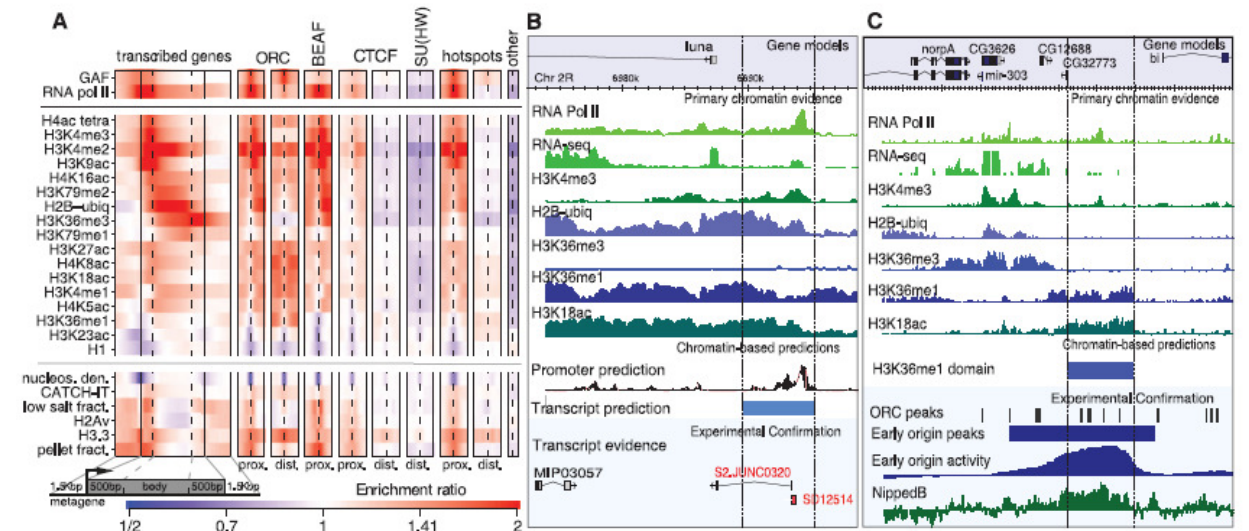 A
transcribed genes
ORC
BEAF
CTCF
SU(HW)
hotspots
other
GAF
RNA pol II
H4ac tetra
H3K4me3
H3K4me2
H3K9ac
H4K16ac
H3K79me2
H2B-ubiq
H3K36me3
H3K79me1
H3K27ac
H4K8ac
H3K18ac
H3K4me1
H4K5ac
H3K36me1
H3K23ac
H1
nucleos. den.
CATCH-IT
low salt fract.
H2Av
H3.3
pellet fract.
prox. dist. prox. prox. dist. prox. dist.
1.5Kbp 500bp body 500bp 1.5Kbp
metagene
Enrichment ratio
1/2 0.7 1 1.41 2
B
luna
Gene models
Chr 2R 6980k 6990k
Primary chromatin evidence
RNA Pol II
RNA-seq
H3K4me3
H2B-ubiq
H3K36me3
H3K36me1
H3K18ac
Chromatin-based predictions
Promoter prediction
Transcript prediction
Experimental Confirmation
Transcript evidence
MIP03057
S2.JUNC0320
SD12514
C
norpA CG3626 CG12688 Gene models
CG32773 bi
mir-303
Primary chromatin evidence
RNA Pol II
RNA-seq
H3K4me3
H2B-ubiq
H3K36me3
H3K36me1
H3K18ac
Chromatin-based predictions
H3K36me1 domain
Experimental Confirmation
ORC peaks
Early origin peaks
Early origin activity
NippedB